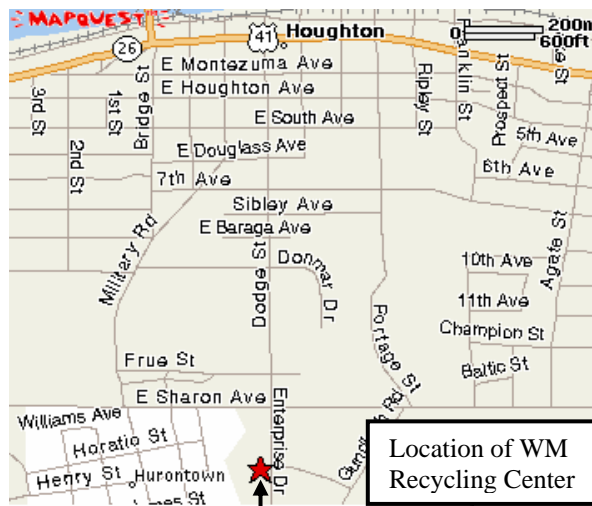 MAPQUEST
26
41
Houghton
0
200m
600ft
E Montezuma Ave
E Houghton Ave
E South Ave
E Douglass Ave
7th Ave
Sibley Ave
E Baraga Ave
Donmar Dr
3rd St
2nd St
1st St
Bridge St
Ripley St
Prospect St
5th Ave
6th Ave
Military Rd
Dodge St
Portage St
10th Ave
11th Ave
Champion St
Baltic St
Agate St
Frue St
E Sharon Ave
Enterprise Dr
Williams Ave
Horatio St
Henry St
Hurontown
St
Rd
Location of WM
Recycling Center